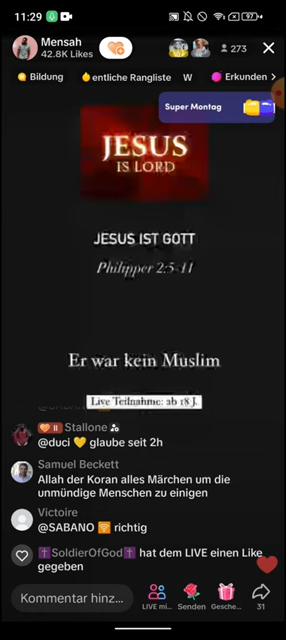 11:29
97
Mensah
42.8K Likes
273
Bildung
entliche Rangliste
W
Erkunden >
Super Montag
JESUS
IS LORD
JESUS IST GOTT
Philipper 2:5-11
Er war kein Muslim
Live Teilnahme: ab 18 J.
II Stallone
@duci 💛 glaube seit 2h
Samuel Beckett
Allah der Koran alles Märchen um die
unmündige Menschen zu einigen
Victoire
@SABANO 🛜 richtig
✝️SoldierOfGod✝️ hat dem LIVE einen Like
gegeben
Kommentar hinz...
LIVE mi...
Senden
Gesche...
31